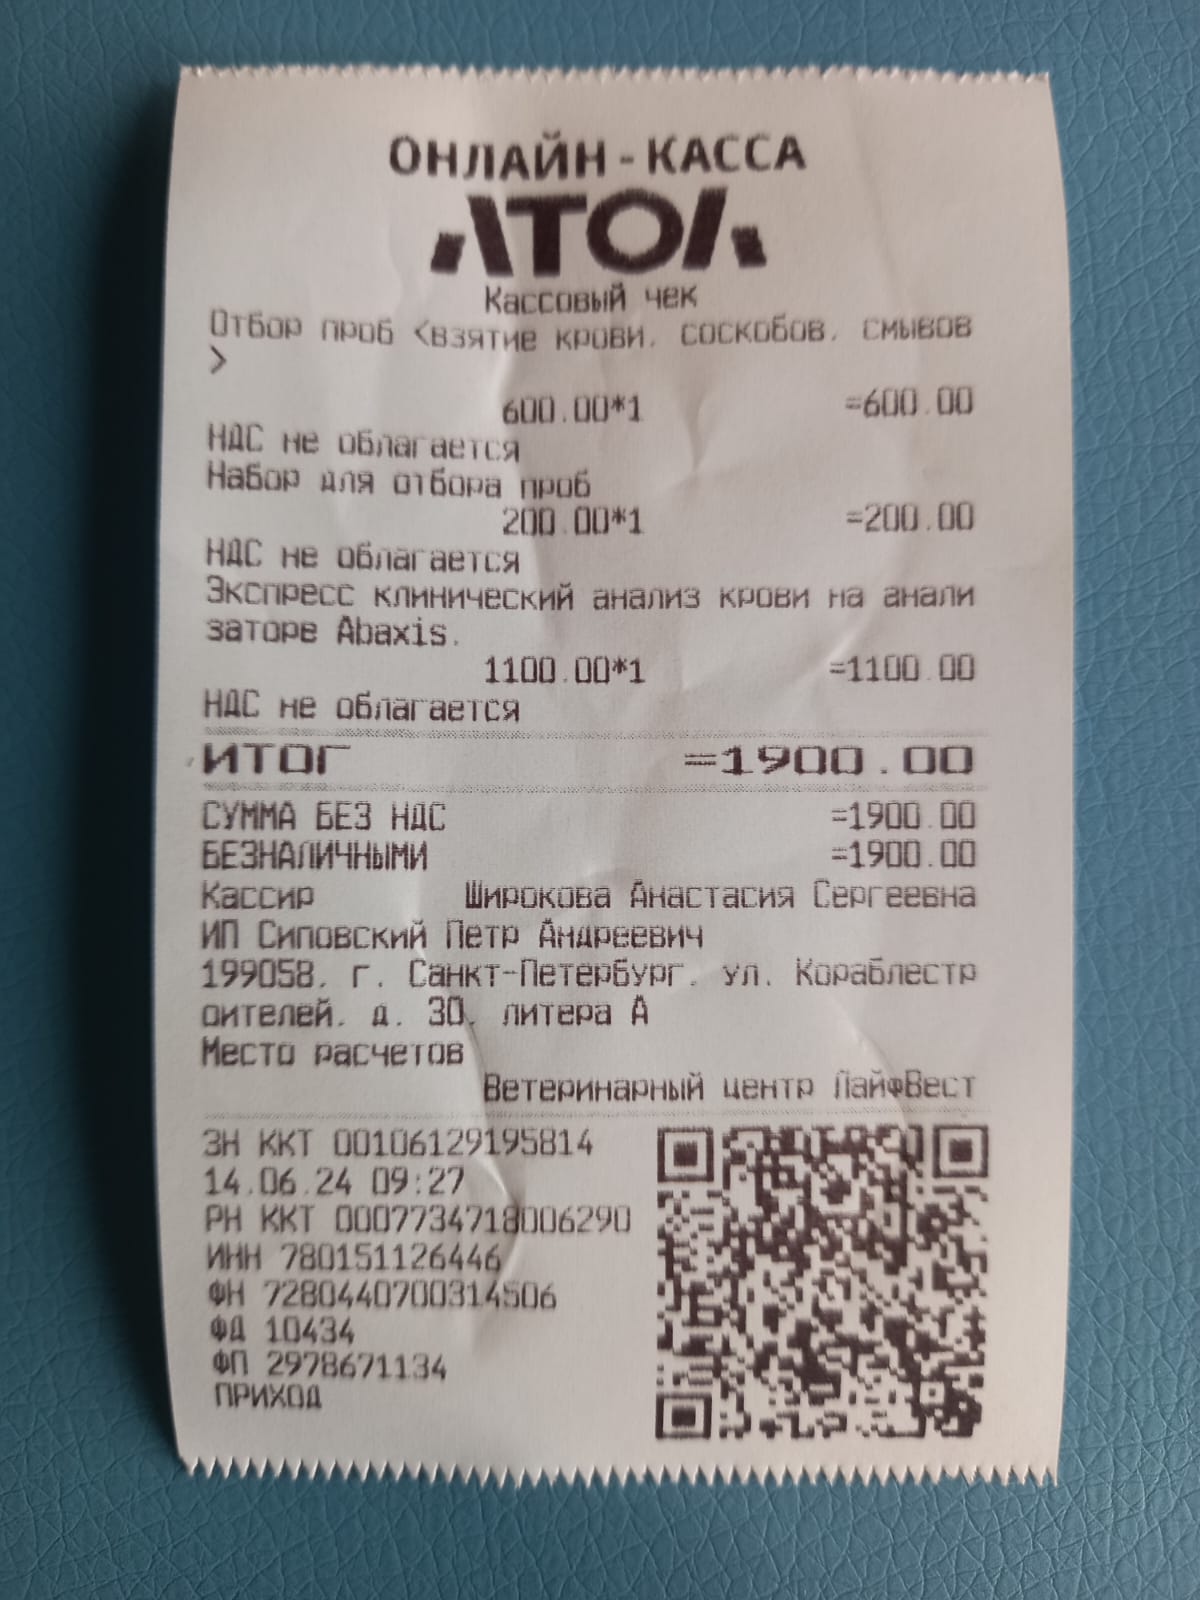 ОНЛАЙН - КАССА
АТОЛ
Кассовый чек
Отбор проб <взятие крови, соскобов, смывов
>
600.00*1 =600.00
НДС не облагается
Набор для отбора проб
200.00*1 =200.00
НДС не облагается
Экспресс клинический анализ крови на анали
заторе Abaxis.
1100.00*1 =1100.00
НДС не облагается
ИТОГ =1900.00
СУММА БЕЗ НДС =1900.00
БЕЗНАЛИЧНЫМИ =1900.00
Кассир Широкова Анастасия Сергеевна
ИП Сиповский Петр Андреевич
199058, г. Санкт-Петербург, ул. Кораблестр
оителей, д. 30, литера А
Место расчетов
Ветеринарный центр ЛайфВест
ЗН ККТ 00106129195814
14.06.24 09:27
РН ККТ 0007734718006290
ИНН 780151126446
ФН 7280440700314506
ФД 10434
ФП 2978671134
ПРИХОД